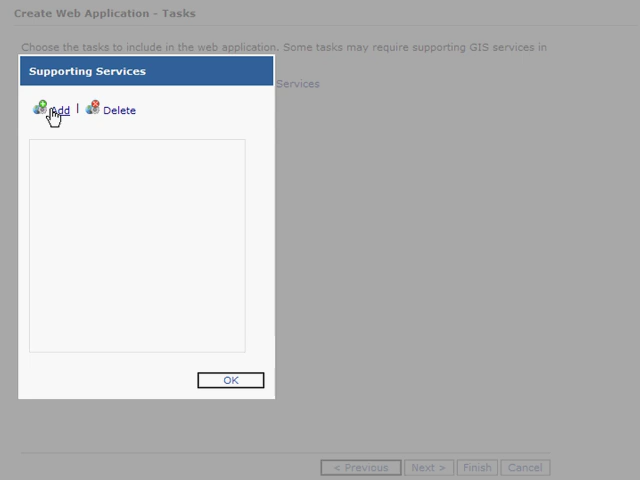 Create Web Application - Tasks
Choose the tasks to include in the web application. Some tasks may require supporting GIS services in
Supporting Services
Services
Add | Delete
OK
< Previous Next > Finish Cancel